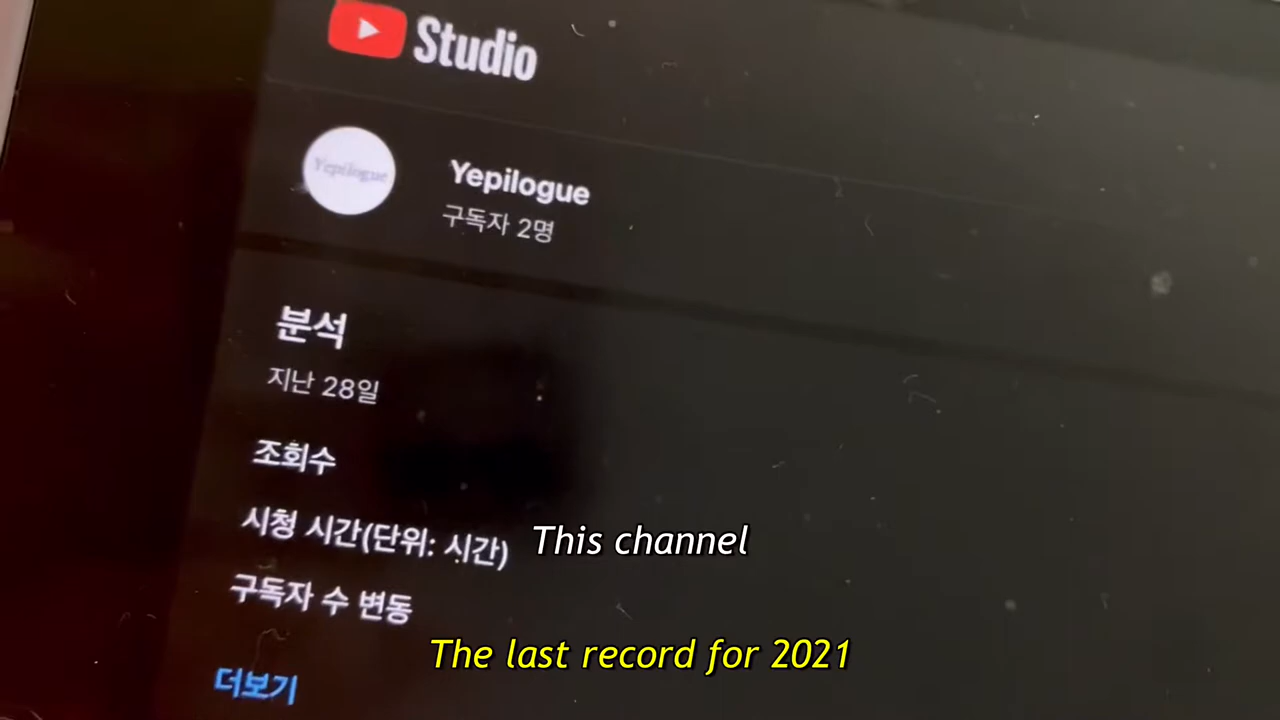 Studio
Yepilogue
Yepilogue
구독자 2명
분석
지난 28일
조회수
시청 시간(단위: 시간)
This channel
구독자 수 변동
The last record for 2021
더보기